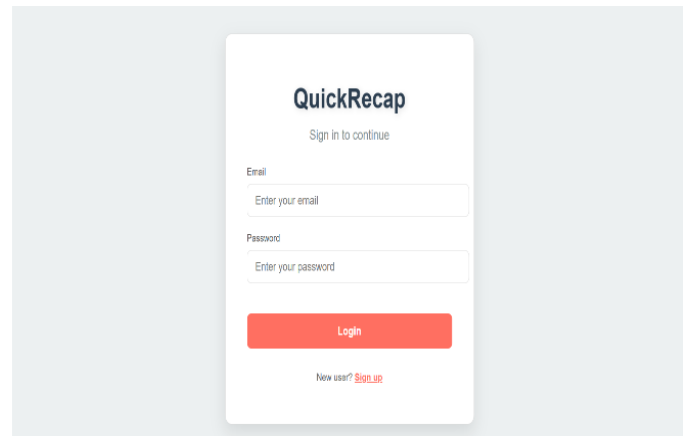 QuickRecap
Sign in to continue
Email
Enter your email
Password
Enter your password
Login
New user? Sign up